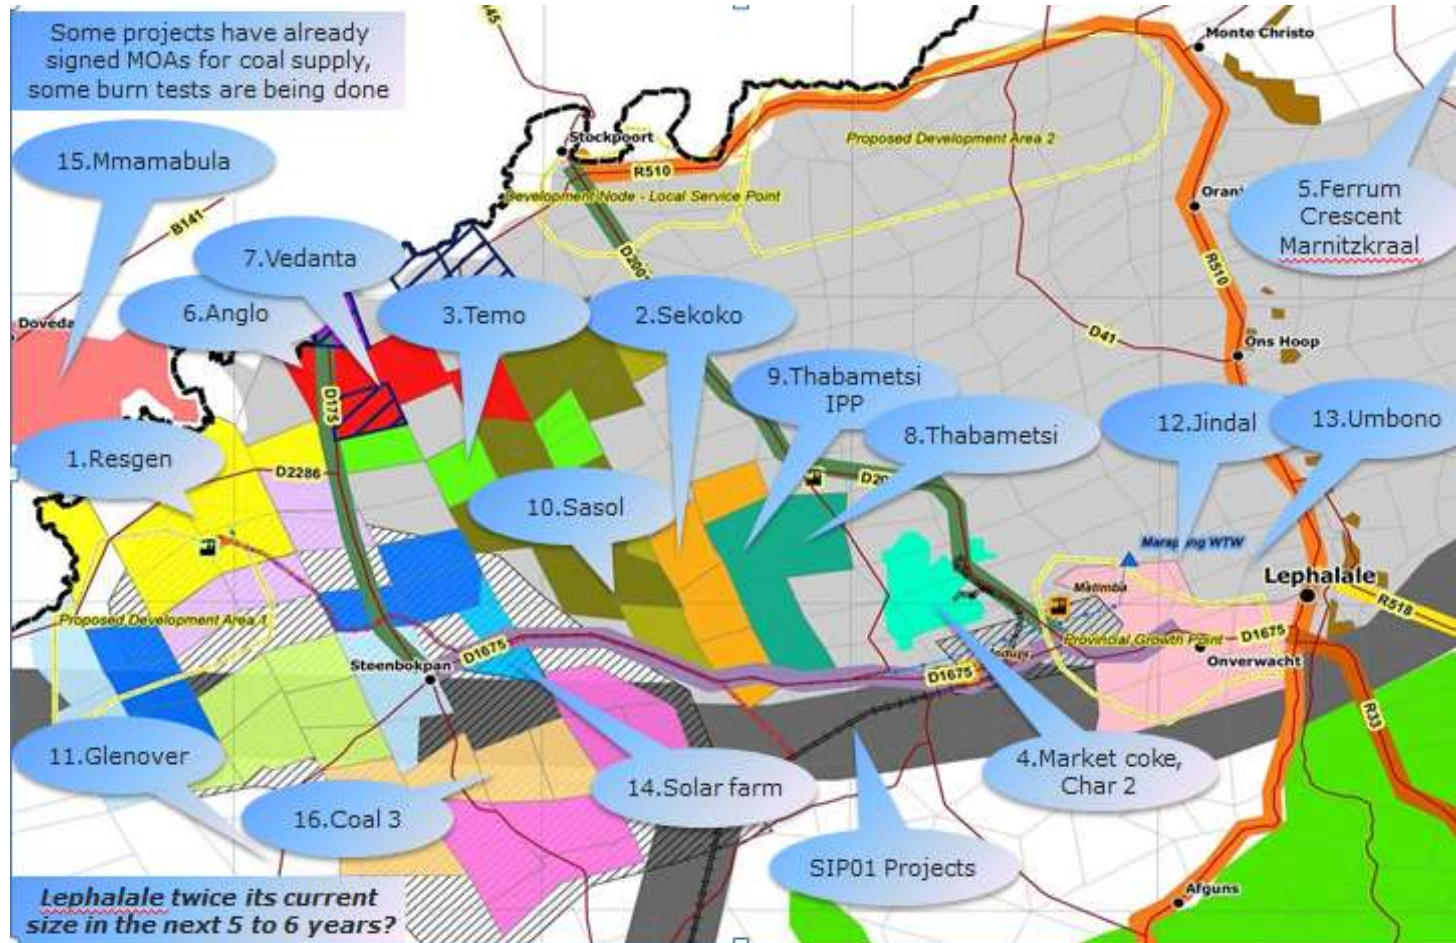 Some projects have already
signed MOAs for coal supply,
some burn tests are being done
Monte Christo
Stockpoort
Proposed Development Area 2
15.Mmamabula
R510
Development Node - Local Service Point
5.Ferrum
Crescent
Marnitzkraal
B141
7.Vedanta
R510
6.Anglo
3.Temo
2.Sekoko
Doveda
D41
Ons Hoop
9.Thabametsi
IPP
D175
12.Jindal
13.Umbono
8.Thabametsi
1.Resgen
D2286
10.Sasol
Marapong WTW
Lephalale
Matimba
R518
Proposed Development Area 1
Provincial Growth Point
D1675
D1675
Steenbokpan
Onverwacht
D1675
R33
11.Glenover
4.Market coke,
Char 2
14.Solar farm
16.Coal 3
SIP01 Projects
Afguns
Lephalale twice its current
size in the next 5 to 6 years?